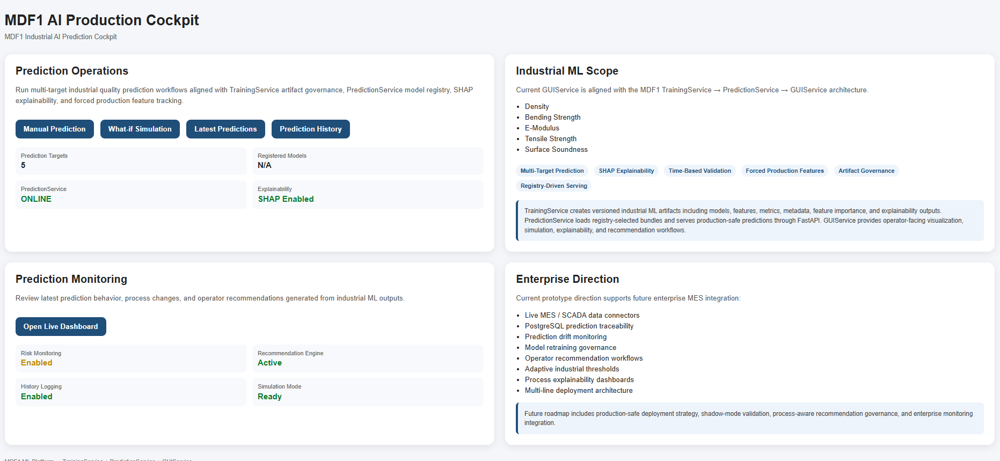 MDF1 AI Production Cockpit
MDF1 Industrial AI Prediction Cockpit
Prediction Operations
Run multi-target industrial quality prediction workflows aligned with TrainingService artifact governance, PredictionService model registry, SHAP
explainability, and forced production feature tracking.
Manual Prediction
What-if Simulation
Latest Predictions
Prediction History
Prediction Targets
5
Registered Models
N/A
PredictionService
ONLINE
Explainability
SHAP Enabled
Industrial ML Scope
Current GUIService is aligned with the MDF1 TrainingService → PredictionService → GUIService architecture.
• Density
• Bending Strength
• E-Modulus
• Tensile Strength
• Surface Soundness
Multi-Target Prediction
SHAP Explainability
Time-Based Validation
Forced Production Features
Artifact Governance
Registry-Driven Serving
TrainingService creates versioned industrial ML artifacts including models, features, metrics, metadata, feature importance, and explainability outputs.
PredictionService loads registry-selected bundles and serves production-safe predictions through FastAPI. GUIService provides operator-facing visualization,
simulation, explainability, and recommendation workflows.
Prediction Monitoring
Review latest prediction behavior, process changes, and operator recommendations generated from industrial ML outputs.
Open Live Dashboard
Risk Monitoring
Enabled
Recommendation Engine
Active
History Logging
Enabled
Simulation Mode
Ready
Enterprise Direction
Current prototype direction supports future enterprise MES integration:
• Live MES / SCADA data connectors
• PostgreSQL prediction traceability
• Prediction drift monitoring
• Model retraining governance
• Operator recommendation workflows
• Adaptive industrial thresholds
• Process explainability dashboards
• Multi-line deployment architecture
Future roadmap includes production-safe deployment strategy, shadow-mode validation, process-aware recommendation governance, and enterprise monitoring
integration.
MDF1 ML Platform TrainingService PredictionService GUIService